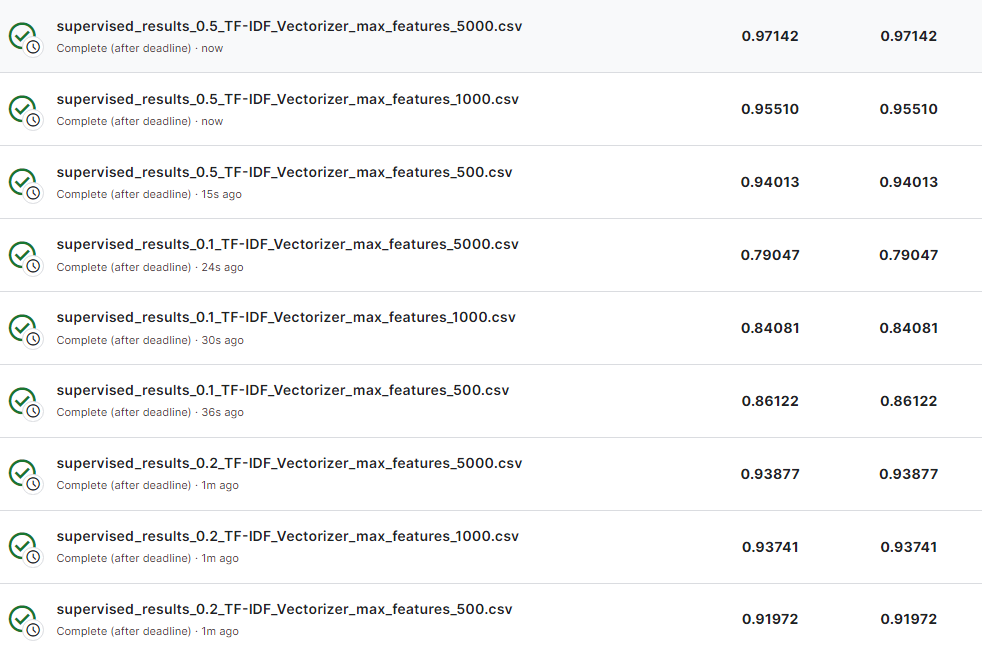 supervised_results_0.5_TF-IDF_Vectorizer_max_features_5000.csv
Complete (after deadline) · now
0.97142 0.97142
supervised_results_0.5_TF-IDF_Vectorizer_max_features_1000.csv
Complete (after deadline) · now
0.95510 0.95510
supervised_results_0.5_TF-IDF_Vectorizer_max_features_500.csv
Complete (after deadline) · 15s ago
0.94013 0.94013
supervised_results_0.1_TF-IDF_Vectorizer_max_features_5000.csv
Complete (after deadline) · 24s ago
0.79047 0.79047
supervised_results_0.1_TF-IDF_Vectorizer_max_features_1000.csv
Complete (after deadline) · 30s ago
0.84081 0.84081
supervised_results_0.1_TF-IDF_Vectorizer_max_features_500.csv
Complete (after deadline) · 36s ago
0.86122 0.86122
supervised_results_0.2_TF-IDF_Vectorizer_max_features_5000.csv
Complete (after deadline) · 1m ago
0.93877 0.93877
supervised_results_0.2_TF-IDF_Vectorizer_max_features_1000.csv
Complete (after deadline) · 1m ago
0.93741 0.93741
supervised_results_0.2_TF-IDF_Vectorizer_max_features_500.csv
Complete (after deadline) · 1m ago
0.91972 0.91972